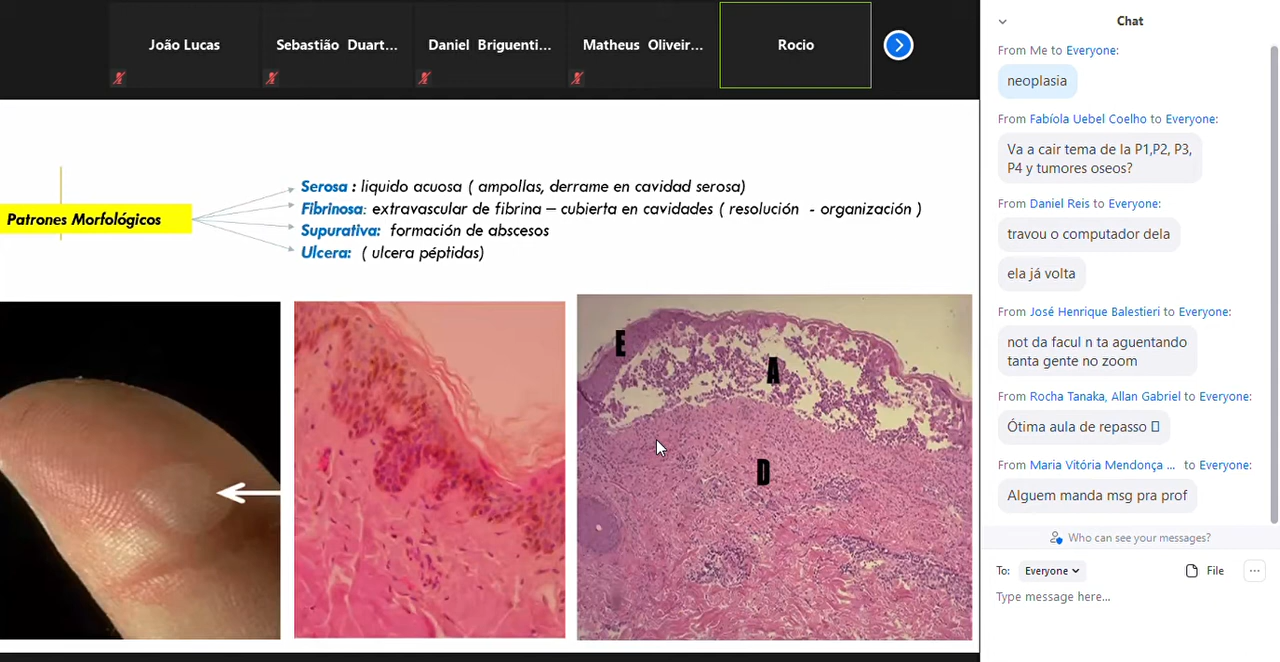 João Lucas
Sebastião Duart...
Daniel Briguenti...
Matheus Oliveir...
Rocio
Patrones Morfológicos
Serosa : liquido acuosa ( ampollas, derrame en cavidad serosa)
Fibrinosa: extravascular de fibrina – cubierta en cavidades ( resolución - organización )
Supurativa: formación de abscesos
Ulcera: ( ulcera péptidas)
E
A
D
Chat
From Me to Everyone:
neoplasia
From Fabíola Uebel Coelho to Everyone:
Va a cair tema de la P1,P2, P3,
P4 y tumores oseos?
From Daniel Reis to Everyone:
travou o computador dela
ela já volta
From José Henrique Balestieri to Everyone:
not da facul n ta aguentando
tanta gente no zoom
From Rocha Tanaka, Allan Gabriel to Everyone:
Ótima aula de repasso
From Maria Vitória Mendonça ... to Everyone:
Alguem manda msg pra prof
Who can see your messages?
To: Everyone
File
...
Type message here...